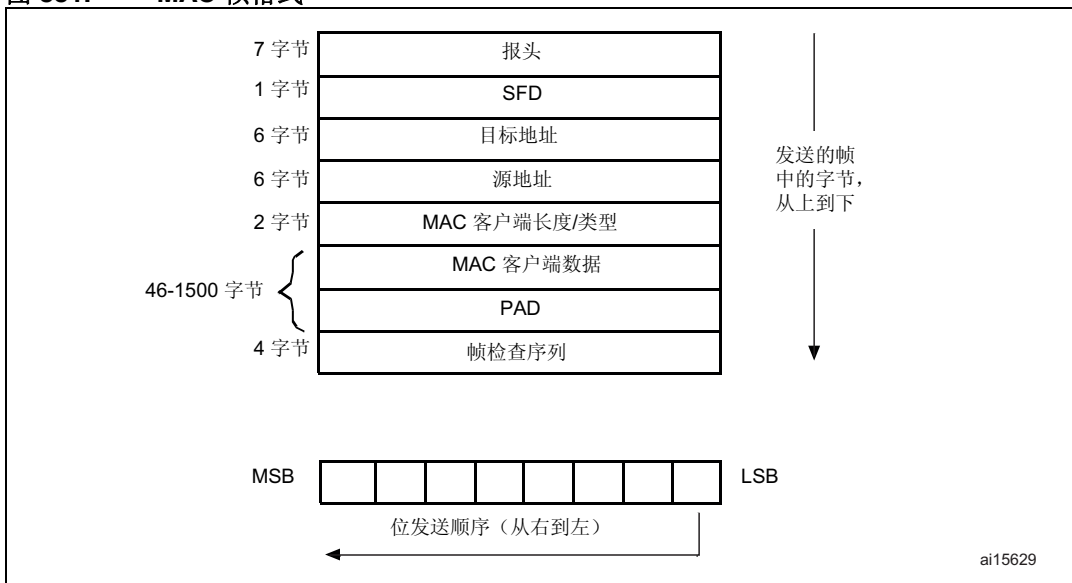 7 字节 报头
1 字节 SFD
6 字节 目标地址
6 字节 源地址
2 字节 MAC 客户端长度/类型
MAC 客户端数据
46-1500 字节
PAD
4 字节 帧检查序列
发送的帧
中的字节，
从上到下
MSB LSB
位发送顺序（从右到左）
ai15629